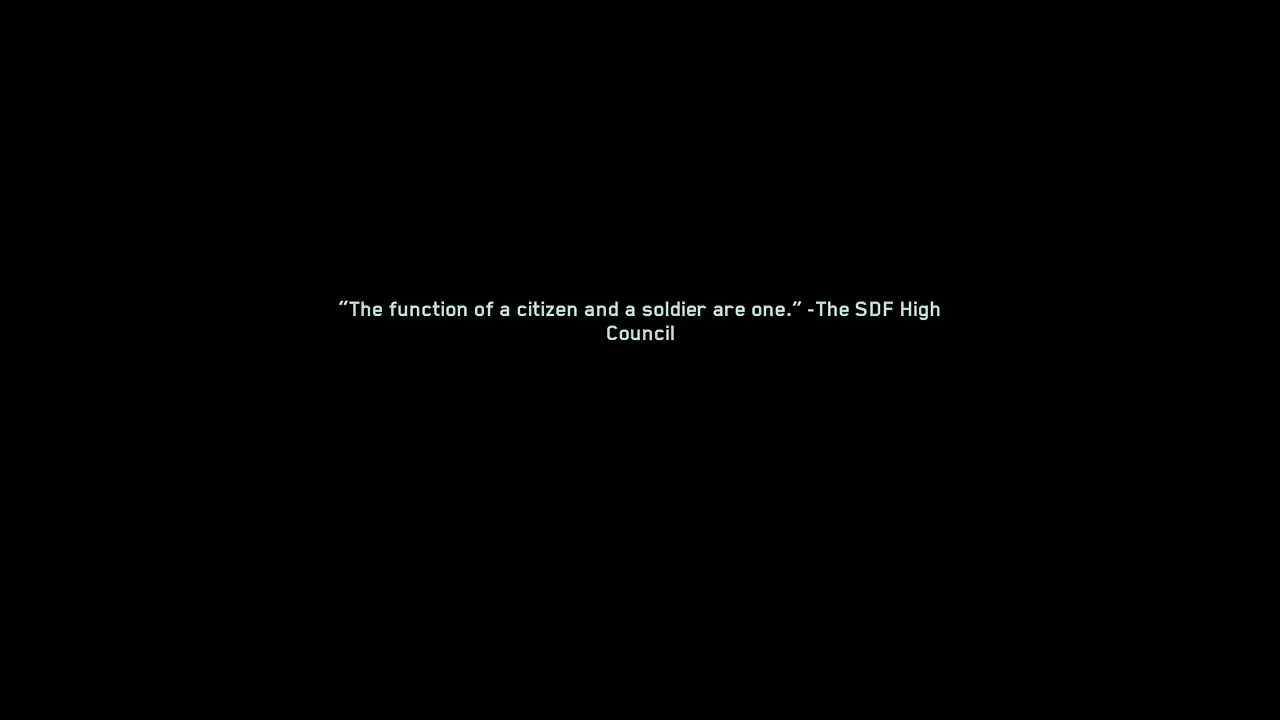 "The function of a citizen and a soldier are one." -The SDF High
Council